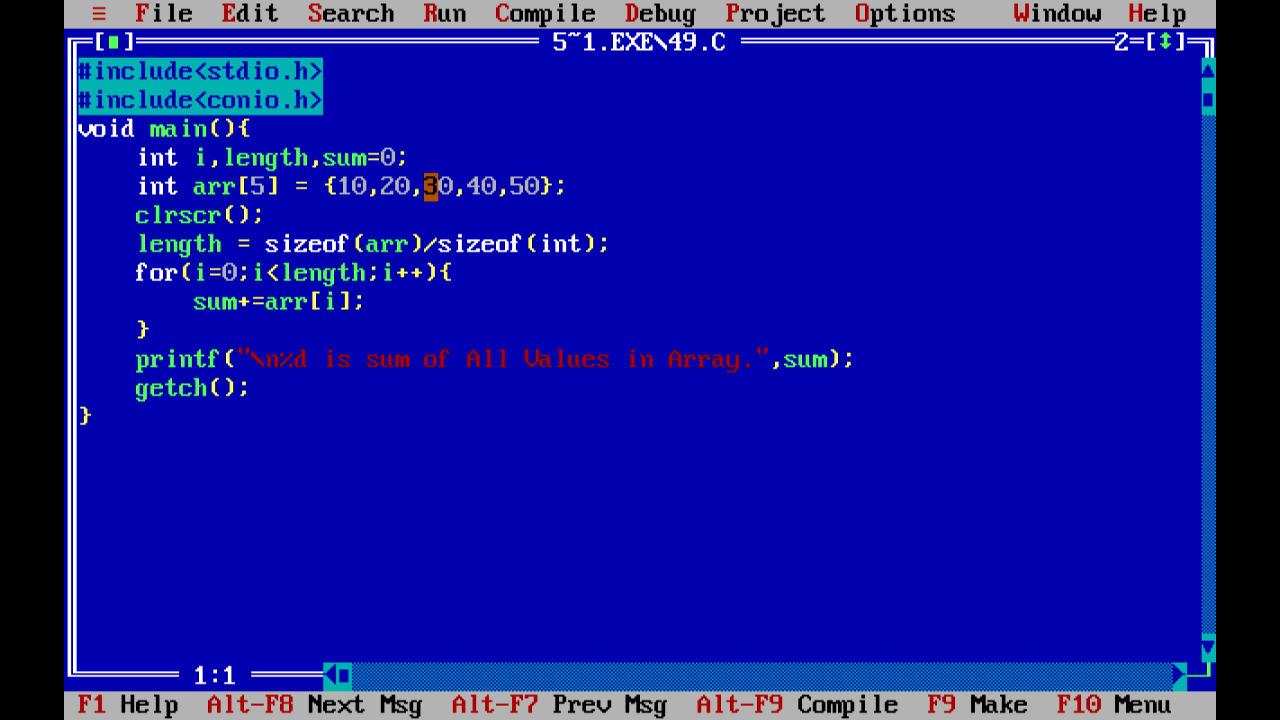 ≡ File Edit Search Run Compile Debug Project Options Window Help
[■] 5~1.EXE\49.C 2=[↕]
#include<stdio.h>
#include<conio.h>
void main(){
    int i,length,sum=0;
    int arr[5] = {10,20,30,40,50};
    clrscr();
    length = sizeof(arr)/sizeof(int);
    for(i=0;i<length;i++){
        sum+=arr[i];
    }
    printf("\n%d is sum of All Values in Array.",sum);
    getch();
}
1:1
F1 Help Alt-F8 Next Msg Alt-F7 Prev Msg Alt-F9 Compile F9 Make F10 Menu